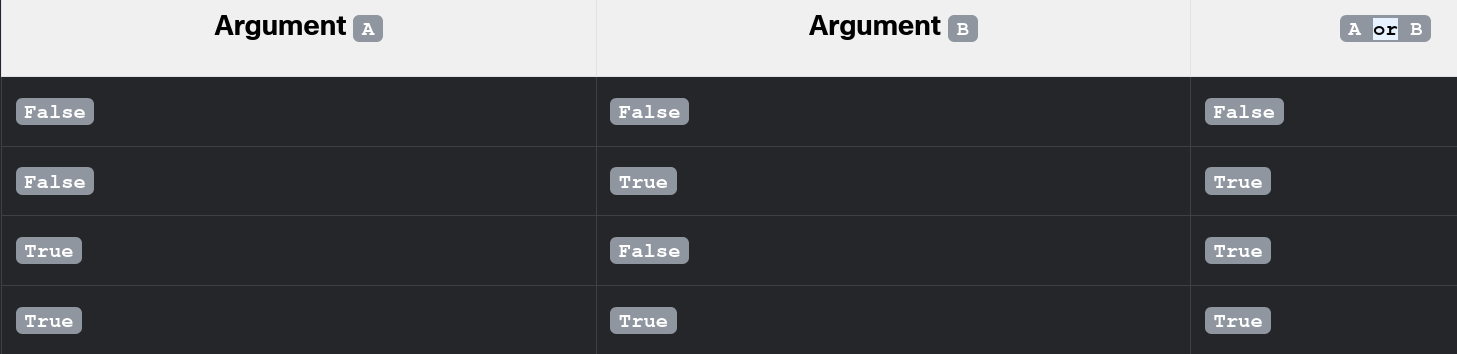 Argument A Argument B A or B
False False False
False True True
True False True
True True True